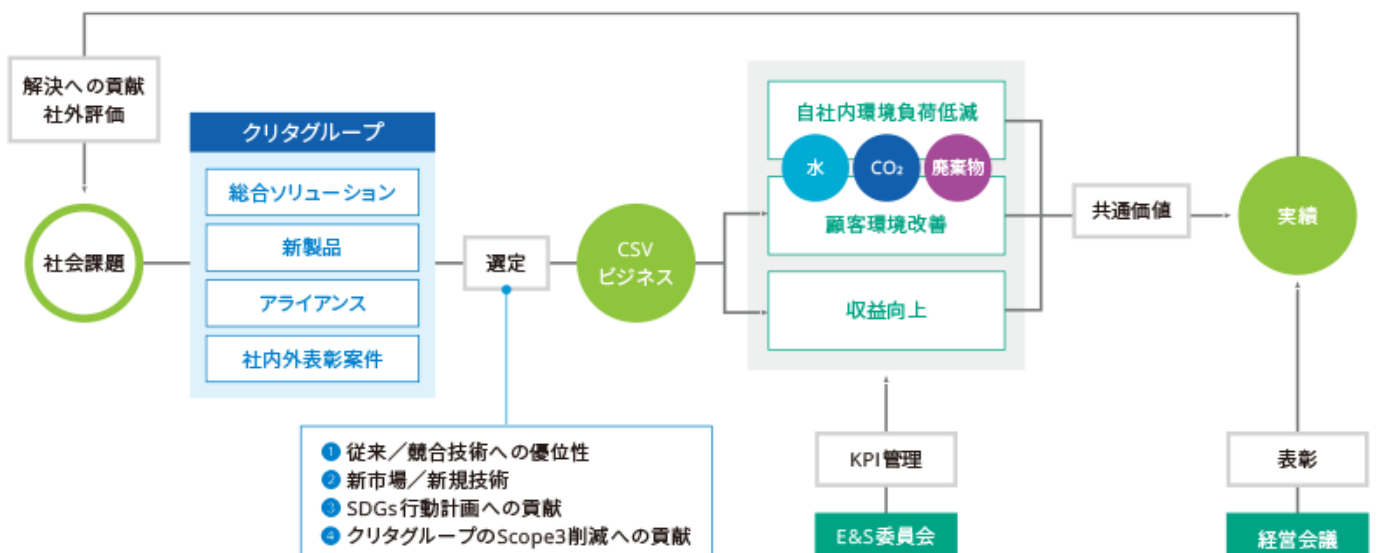 解決への貢献
社外評価
社会課題
クリタグループ
総合ソリューション
新製品
アライアンス
社内外表彰案件
選定
❶ 従来／競合技術への優位性
❷ 新市場／新規技術
❸ SDGs行動計画への貢献
❹ クリタグループのScope3削減への貢献
CSV
ビジネス
自社内環境負荷低減
水
CO₂
廃棄物
顧客環境改善
収益向上
KPI管理
E&S委員会
共通価値
実績
表彰
経営会議